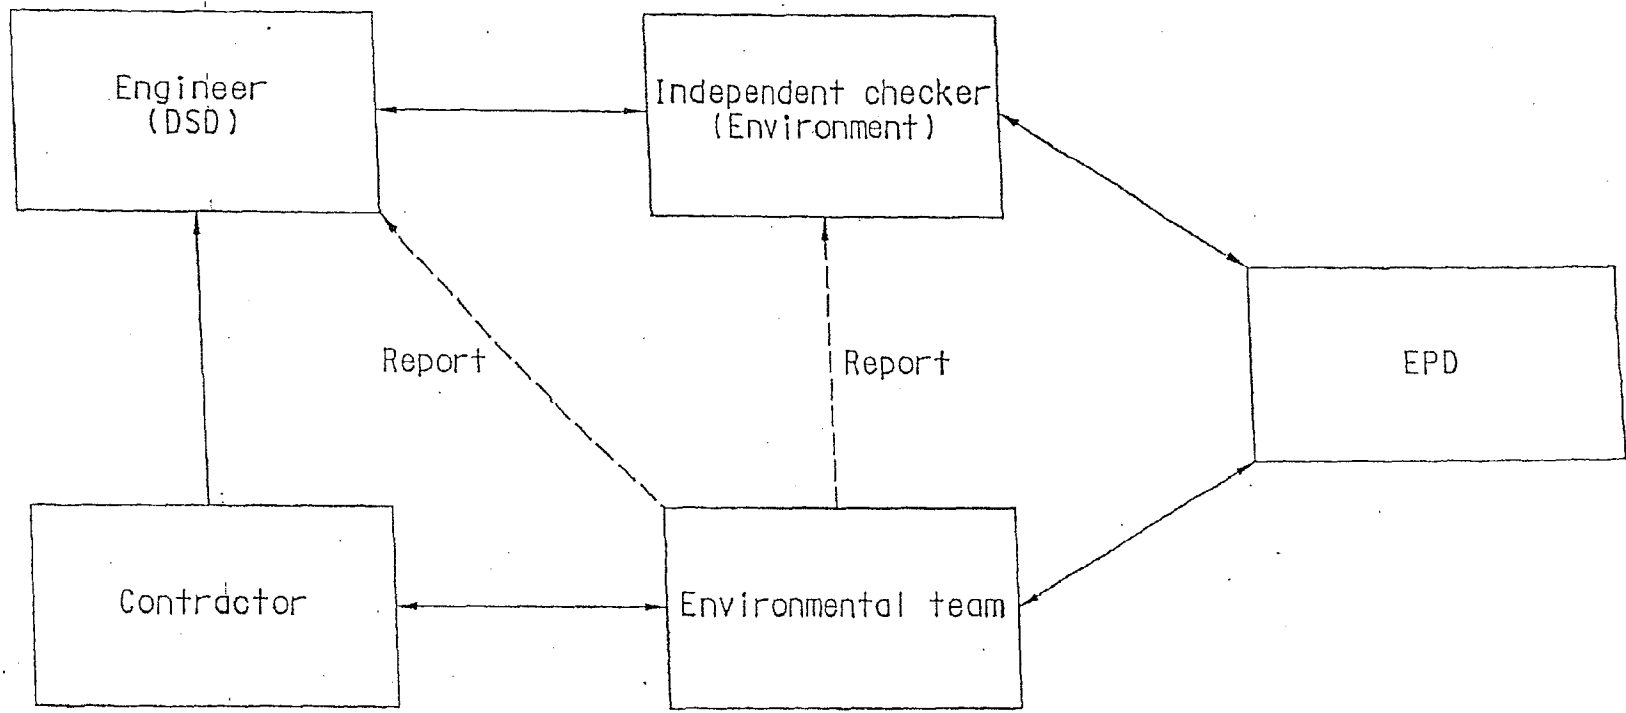 Engineer
(DSD)
Independent checker
(Environment)
Report
Report
EPD
Contractor
Environmental team